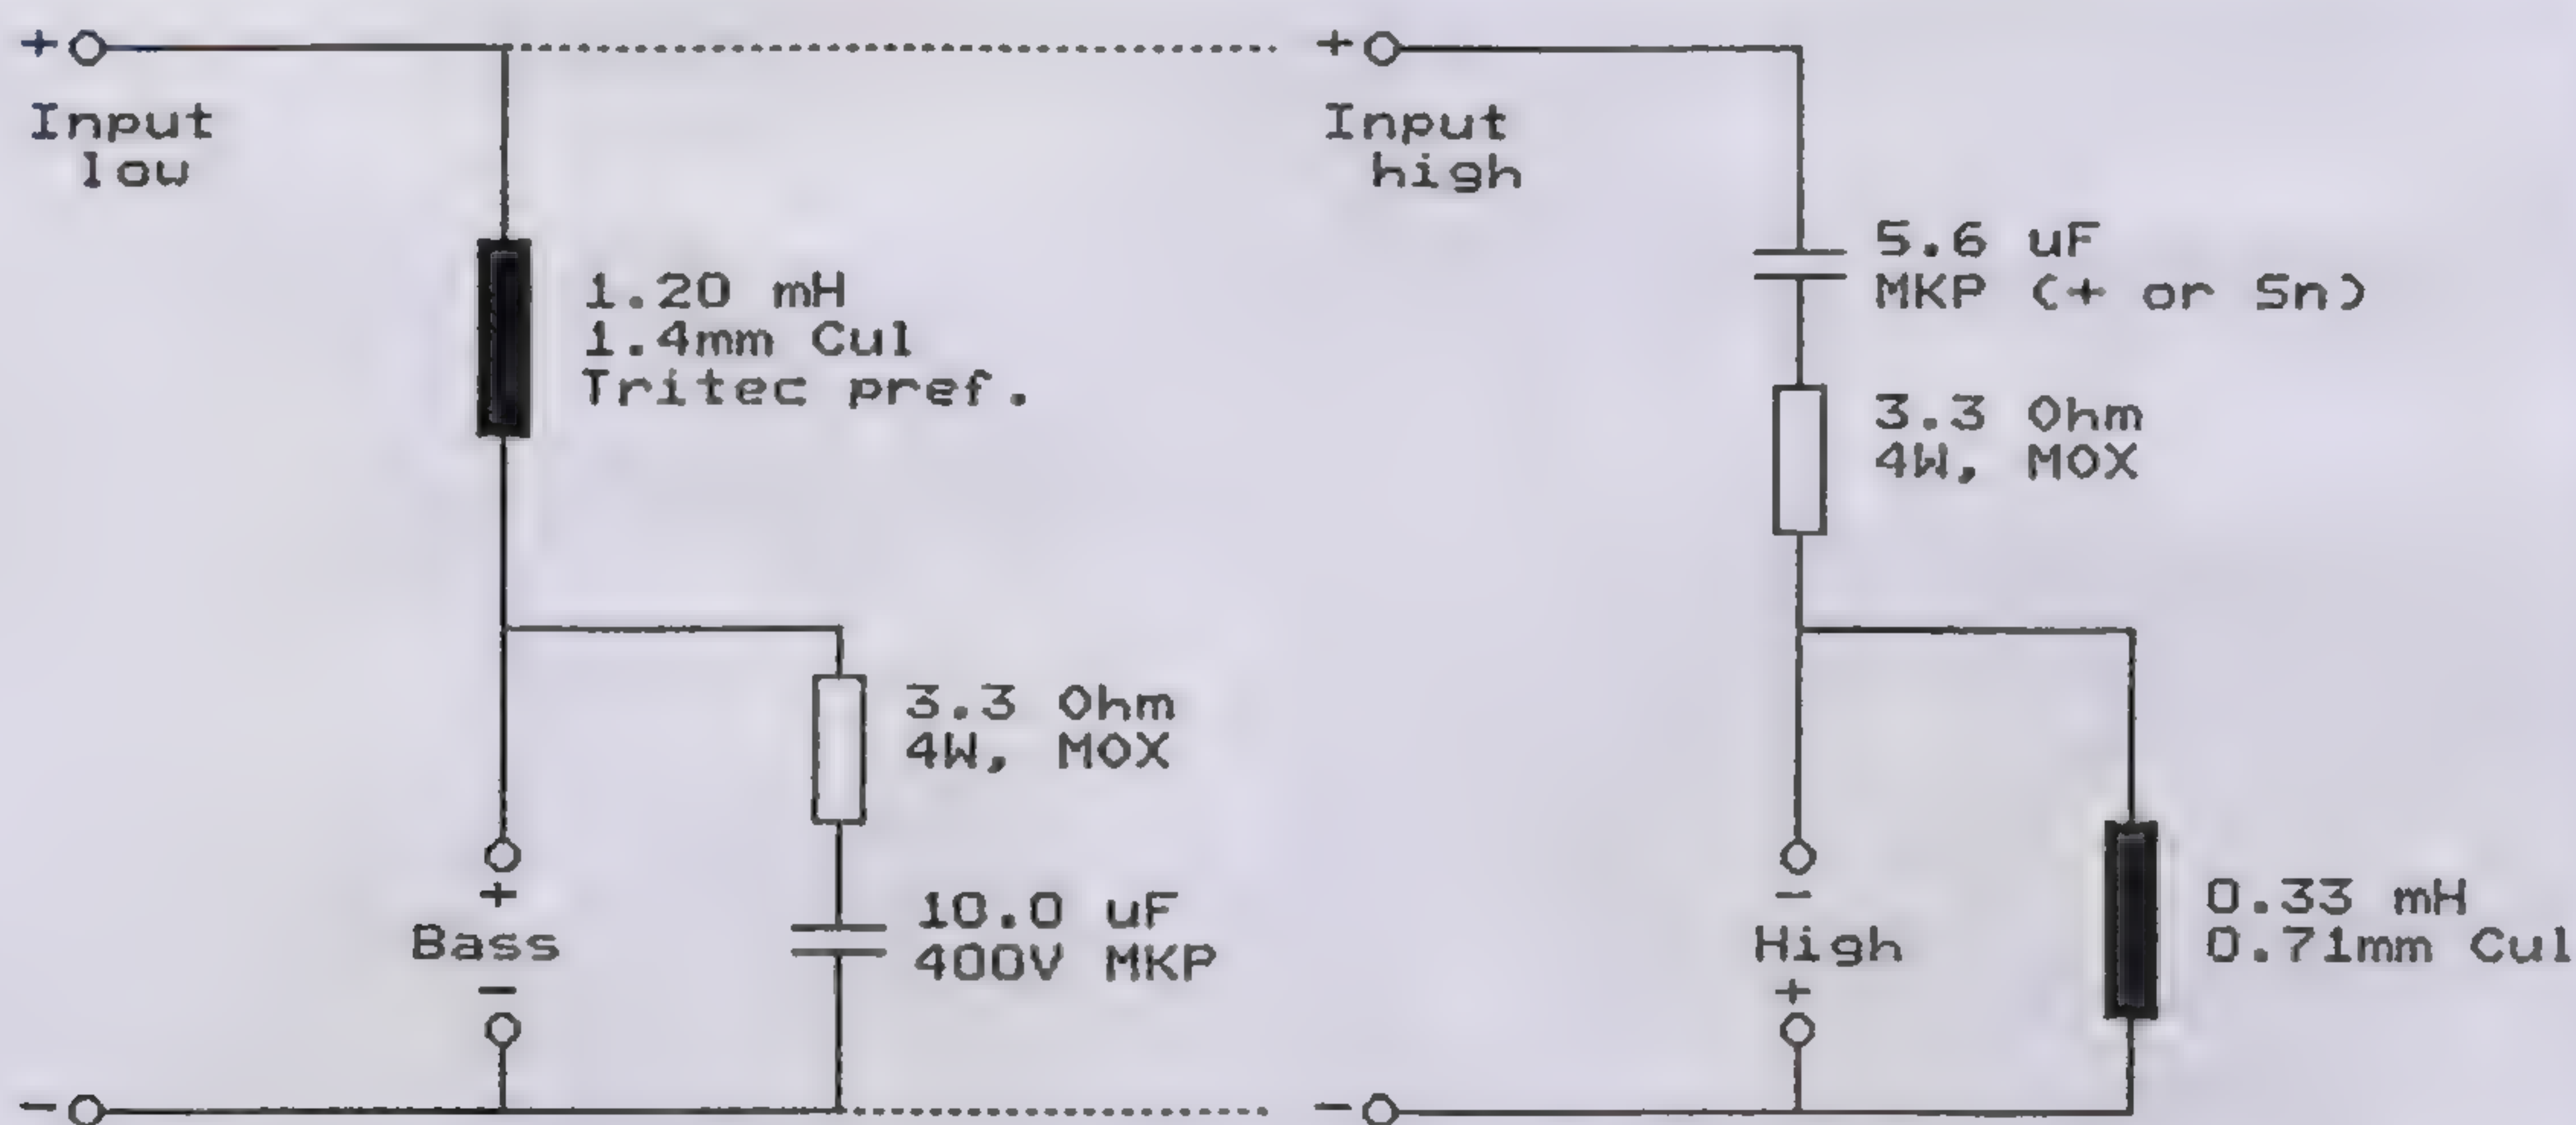 +
Input
low
1.20 mH
1.4mm Cul
Tritec pref.
3.3 Ohm
4W, MOX
10.0 uF
400V MKP
+
Bass
-
-
+
Input
high
5.6 uF
MKP (+ or Sn)
3.3 Ohm
4W, MOX
-
High
+
0.33 mH
0.71mm Cul
-